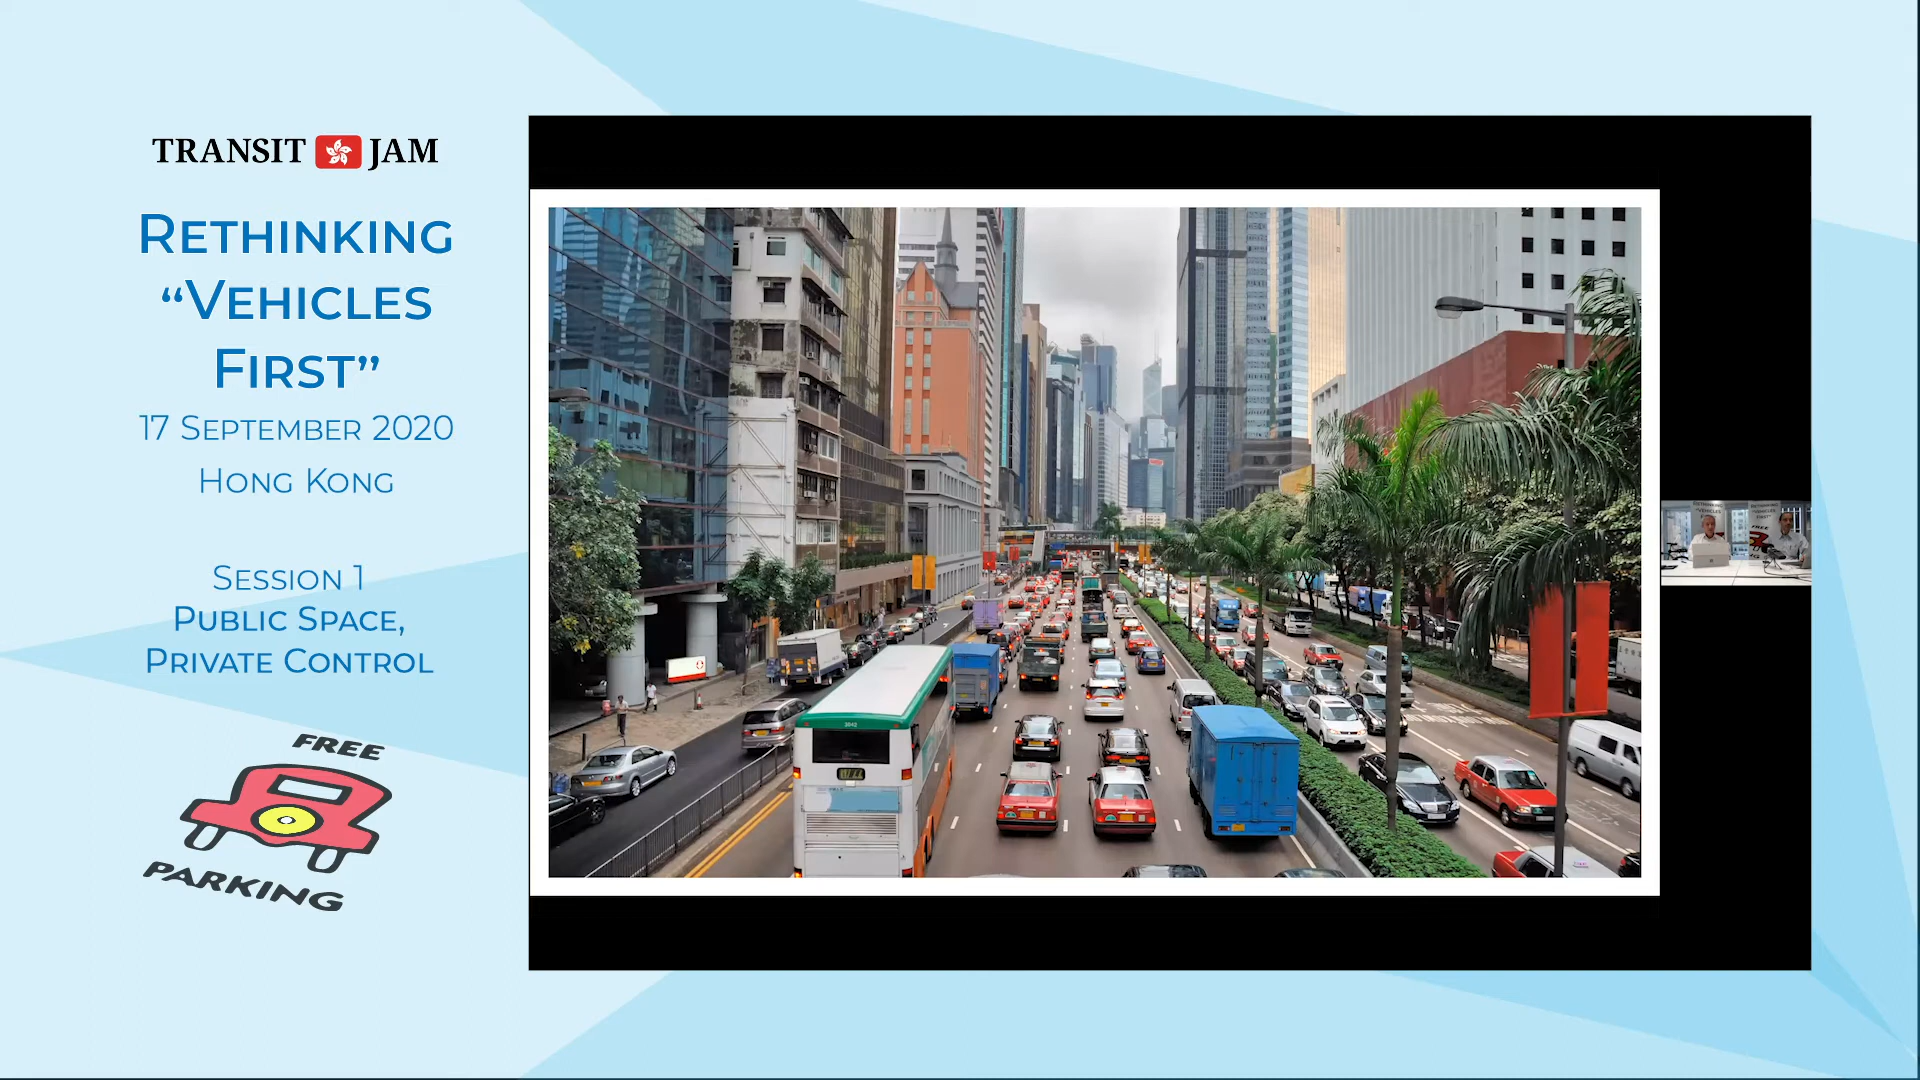 TRANSIT JAM
RETHINKING
“VEHICLES
FIRST”
17 SEPTEMBER 2020
HONG KONG
SESSION 1
PUBLIC SPACE,
PRIVATE CONTROL
FREE
PARKING